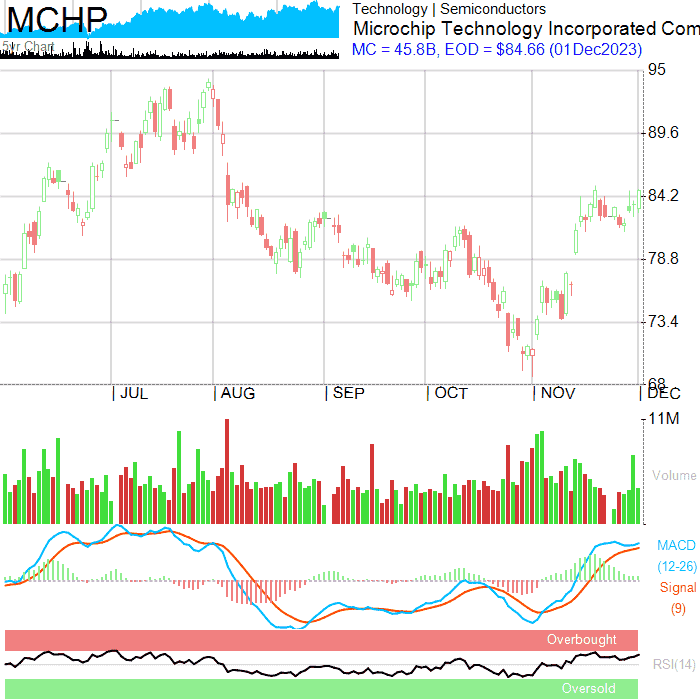 MCHP
5yr Chart
Technology | Semiconductors
Microchip Technology Incorporated Com
MC = 45.8B, EOD = $84.66 (01Dec2023)
95
89.6
84.2
78.8
73.4
68
| JUL | AUG | SEP | OCT | NOV | DEC
11M
Volume
MACD
(12-26)
Signal
(9)
Overbought
RSI(14)
Oversold